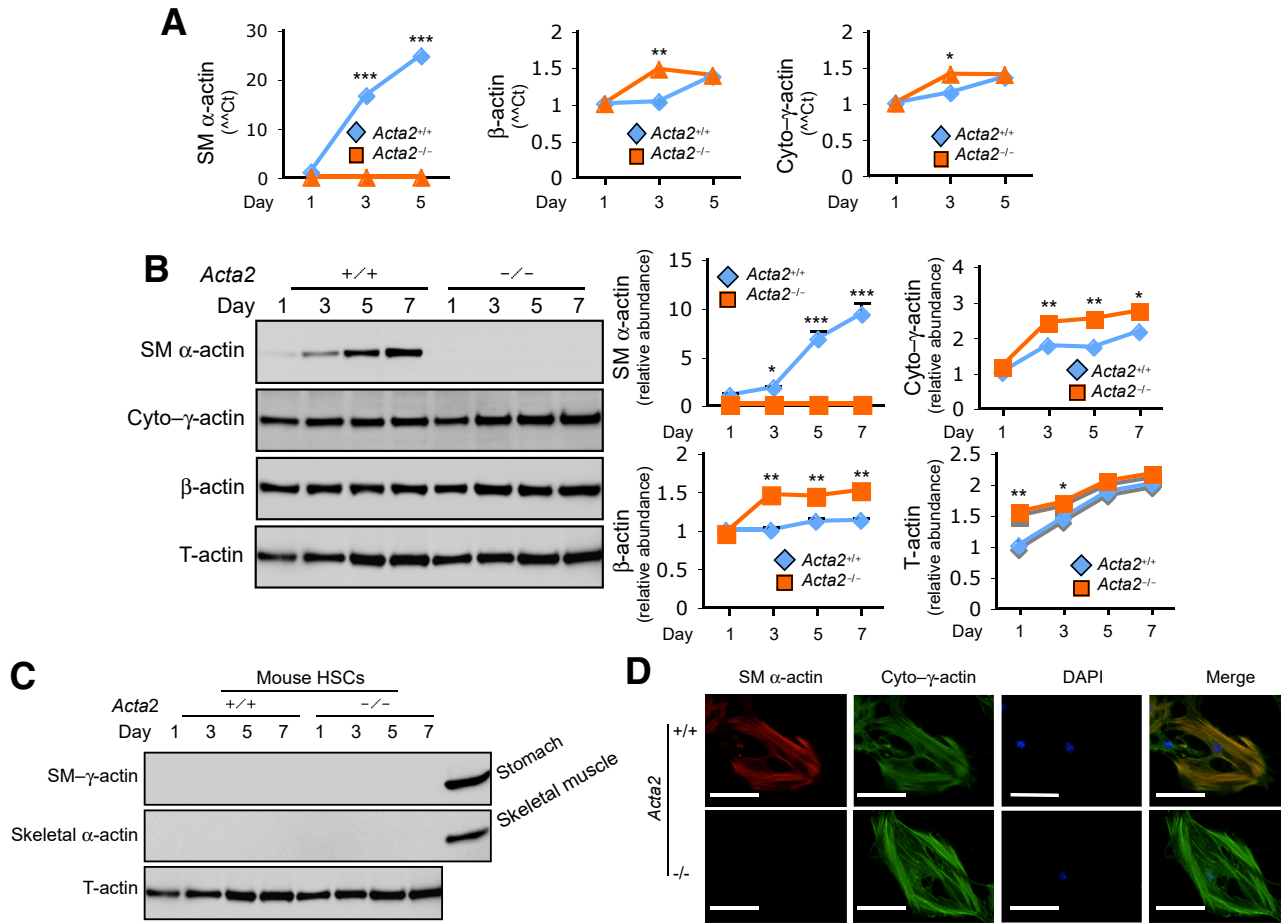 A
SM α-actin
(^^Ct)
30
20
10
0
***
***
Acta2+/+
Acta2−/−
Day
1
3
5
β-actin
(^^Ct)
2
1.5
1
0.5
0
**
Acta2+/+
Acta2−/−
Day
1
3
5
Cyto–γ-actin
(^^Ct)
2
1.5
1
0.5
0
*
Acta2+/+
Acta2−/−
Day
1
3
5
B
Acta2
+/+
−/−
Day
1 3 5 7 1 3 5 7
SM α-actin
Cyto–γ-actin
β-actin
T-actin
SM α-actin
(relative abundance)
15
10
5
0
Acta2+/+
Acta2−/−
*
***
***
Day
1 3 5 7
Cyto–γ-actin
(relative abundance)
4
3
2
1
0
**
**
*
Acta2+/+
Acta2−/−
Day
1 3 5 7
β-actin
(relative abundance)
2
1.5
1
0.5
0
**
**
**
Acta2+/+
Acta2−/−
Day
1 3 5 7
T-actin
(relative abundance)
2.5
2
1.5
1
0.5
0
**
*
Acta2+/+
Acta2−/−
Day
1 3 5 7
C
Mouse HSCs
Acta2
+/+
−/−
Day
1 3 5 7 1 3 5 7
SM–γ-actin
Stomach
Skeletal α-actin
Skeletal muscle
T-actin
D
SM α-actin
Cyto–γ-actin
DAPI
Merge
Acta2
+/+
-/-